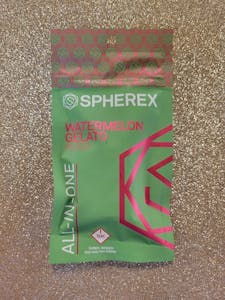 SPHEREX
WATERMELON
GELATO
ALL-IN-ONE